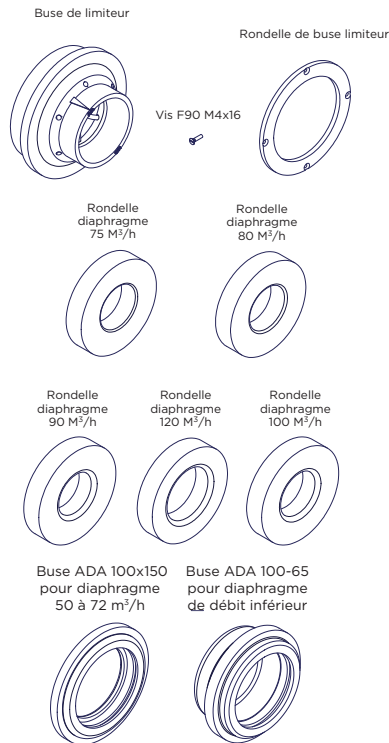 Buse de limiteur
Rondelle de buse limiteur
Vis F90 M4x16
Rondelle
diaphragme
75 M³/h
Rondelle
diaphragme
80 M³/h
Rondelle
diaphragme
90 M³/h
Rondelle
diaphragme
120 M³/h
Rondelle
diaphragme
100 M³/h
Buse ADA 100x150
pour diaphragme
50 à 72 m³/h
Buse ADA 100-65
pour diaphragme
de débit inférieur